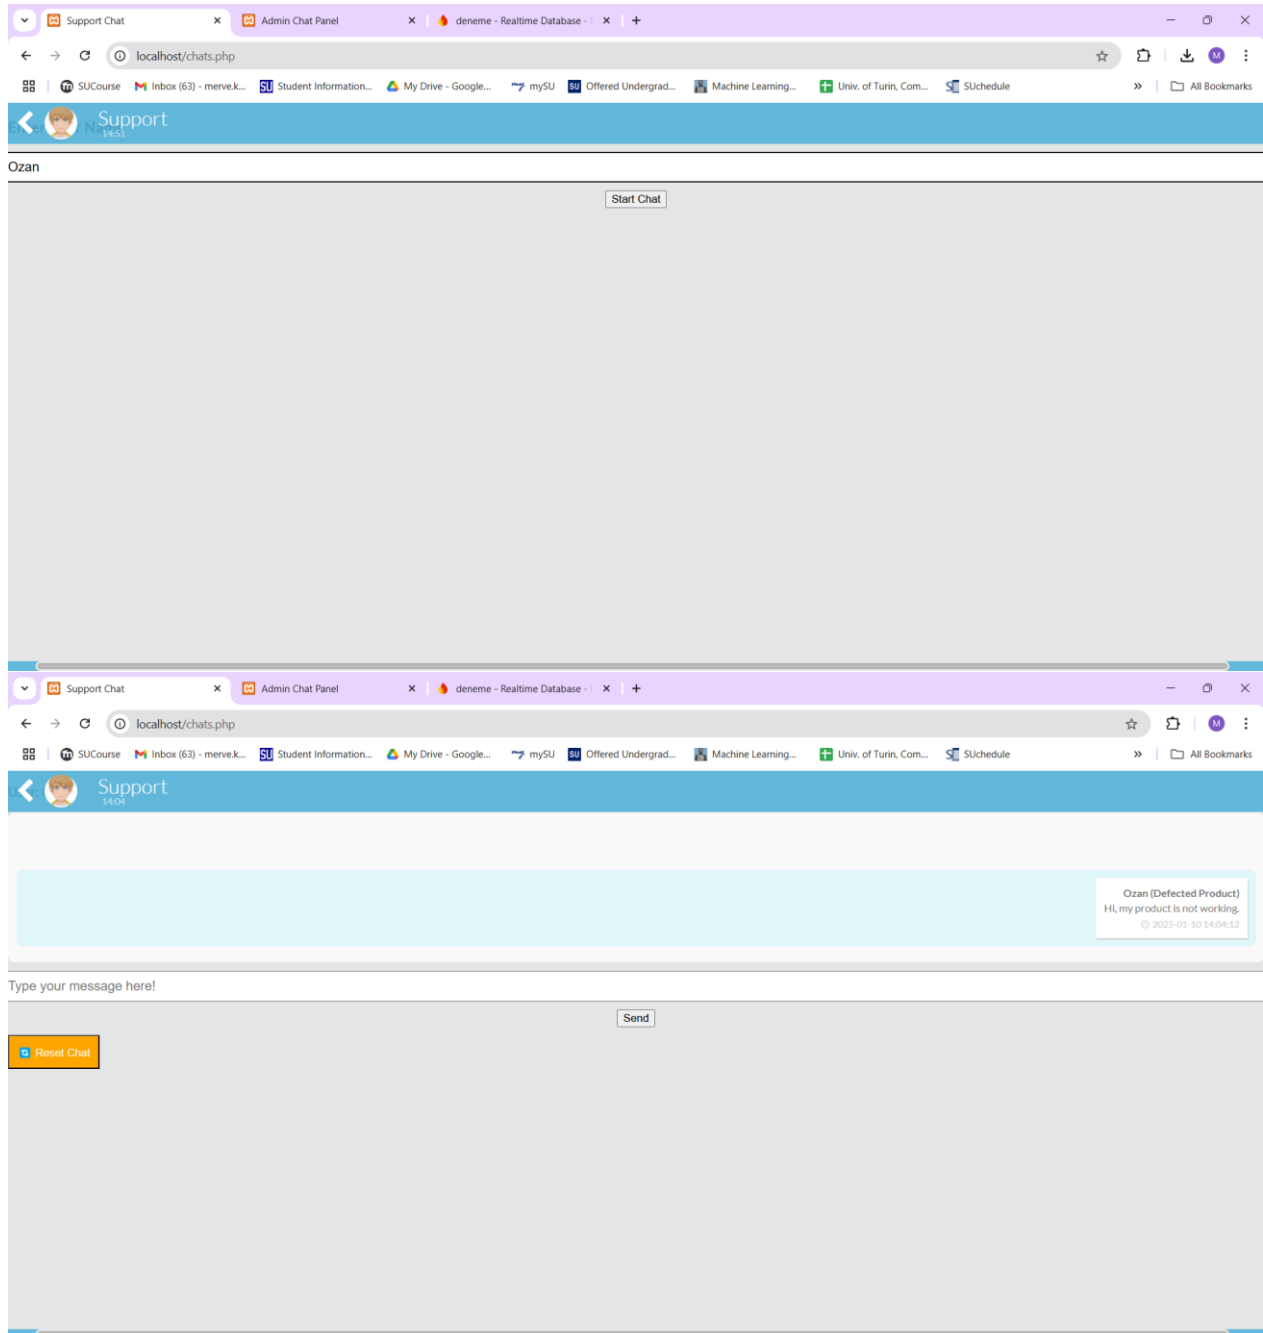 Support Chat
Admin Chat Panel
deneme - Realtime Database -
localhost/chats.php
M
SUCourse
Inbox (63) - merve.k...
SU Student Information...
My Drive - Google...
mySU
SU Offered Undergrad...
Machine Learning...
Univ. of Turin, Com...
SUchedule
»
All Bookmarks
Support
14:51
Ozan
Start Chat
Support Chat
Admin Chat Panel
deneme - Realtime Database -
localhost/chats.php
M
SUCourse
Inbox (63) - merve.k...
SU Student Information...
My Drive - Google...
mySU
SU Offered Undergrad...
Machine Learning...
Univ. of Turin, Com...
SUchedule
»
All Bookmarks
Support
14:04
Ozan (Defected Product)
Hi, my product is not working.
2025-01-10 14:04:12
Type your message here!
Send
Reset Chat